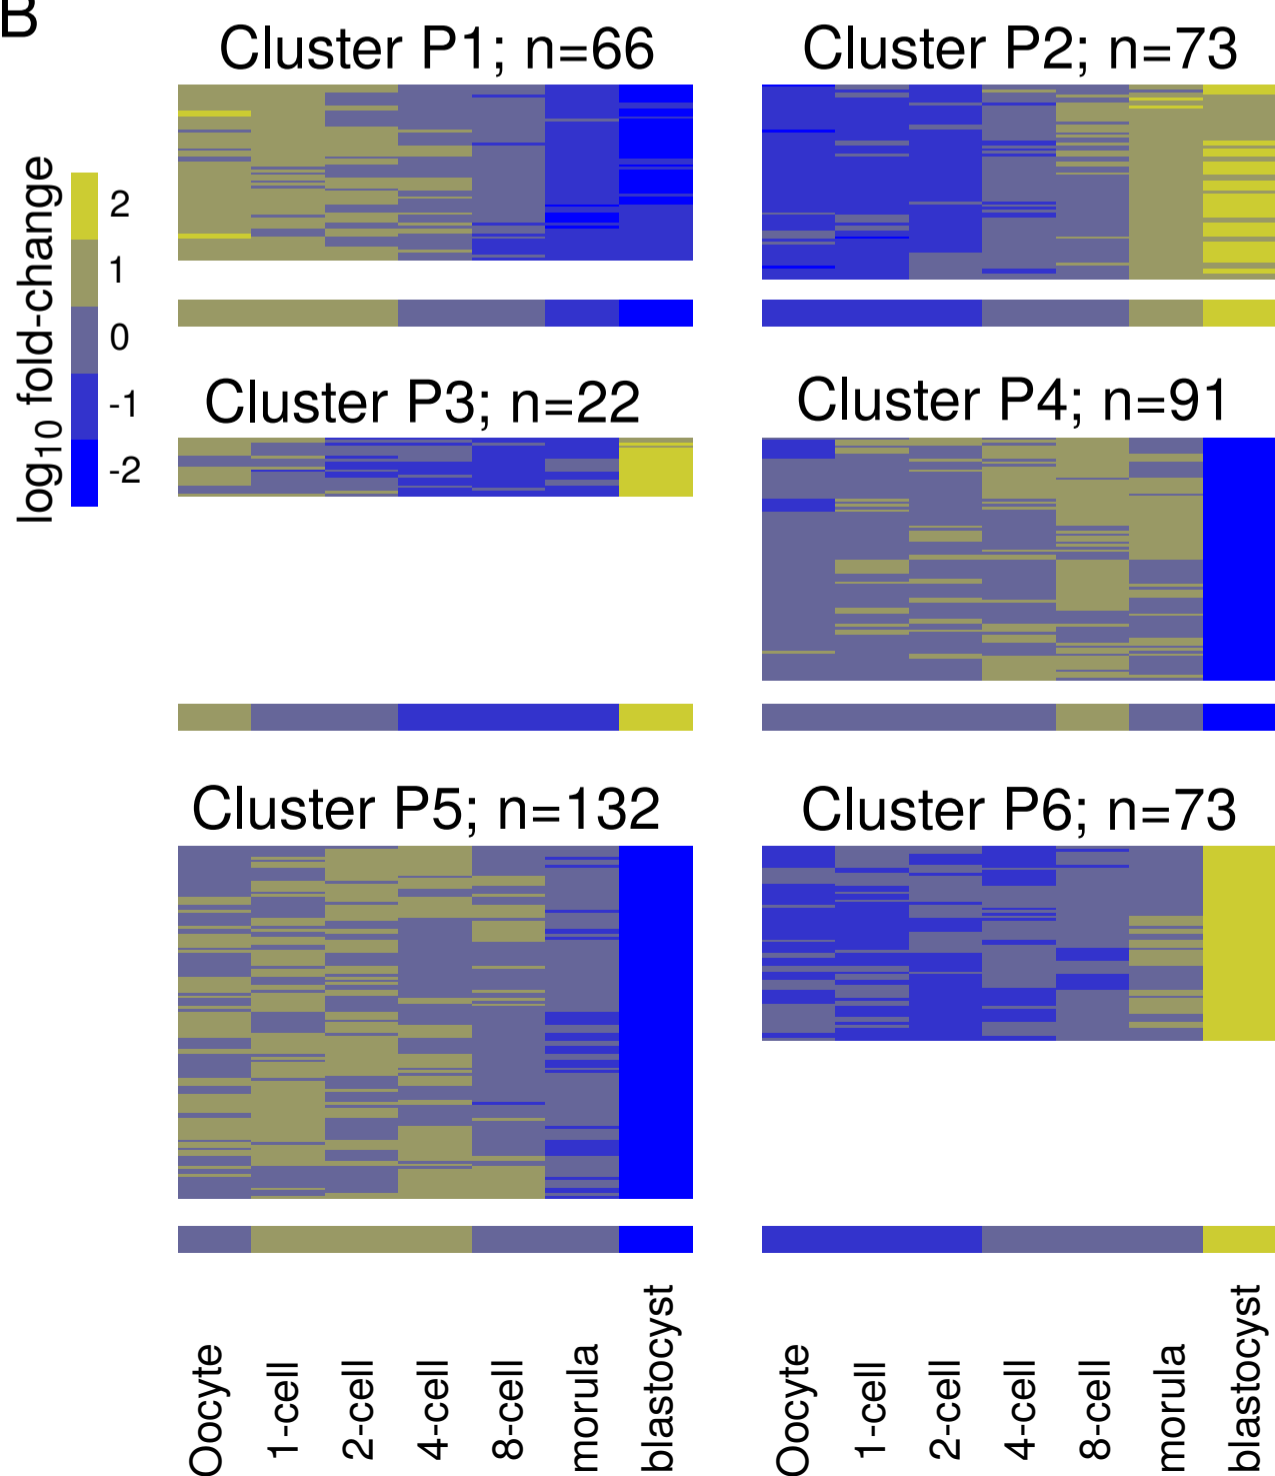 B
Cluster P1; n=66
Cluster P2; n=73
log10 fold-change
2
1
0
-1
-2
Cluster P3; n=22
Cluster P4; n=91
Cluster P5; n=132
Cluster P6; n=73
Oocyte
1-cell
2-cell
4-cell
8-cell
morula
blastocyst
Oocyte
1-cell
2-cell
4-cell
8-cell
morula
blastocyst